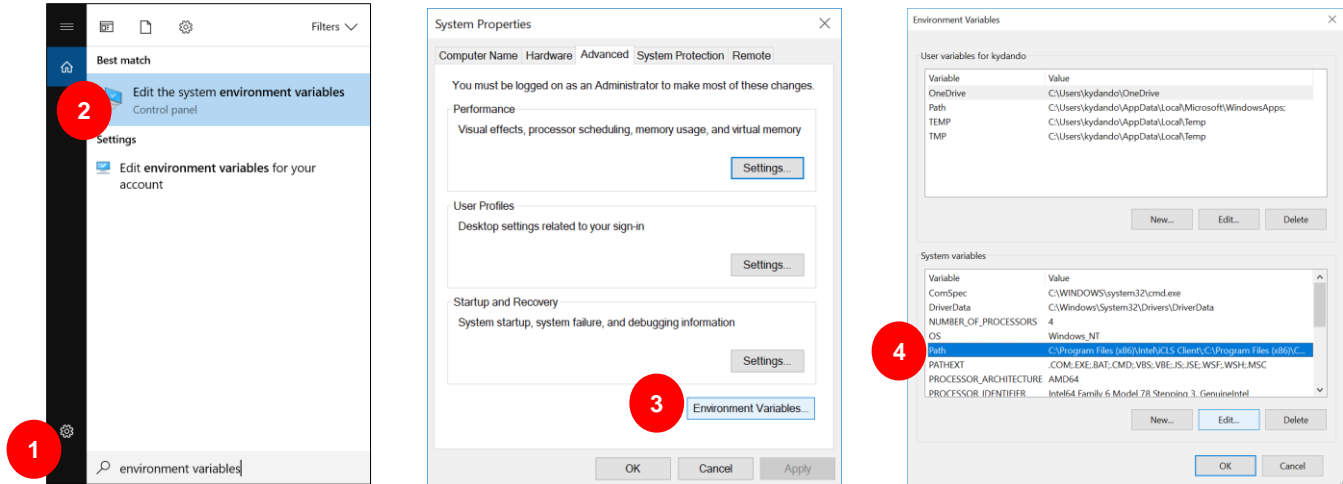 Filters
Best match
2
Edit the system environment variables
Control panel
Settings
Edit environment variables for your
account
1
environment variables
System Properties
Computer Name Hardware Advanced System Protection Remote
You must be logged on as an Administrator to make most of these changes.
Performance
Visual effects, processor scheduling, memory usage, and virtual memory
Settings...
User Profiles
Desktop settings related to your sign-in
Settings...
Startup and Recovery
System startup, system failure, and debugging information
Settings...
3
Environment Variables...
OK Cancel Apply
Environment Variables
User variables for kydando
Variable Value
OneDrive C:\Users\kydando\OneDrive
Path C:\Users\kydando\AppData\Local\Microsoft\WindowsApps;
TEMP C:\Users\kydando\AppData\Local\Temp
TMP C:\Users\kydando\AppData\Local\Temp
New... Edit... Delete
System variables
Variable Value
ComSpec C:\WINDOWS\system32\cmd.exe
DriverData C:\Windows\System32\Drivers\DriverData
NUMBER_OF_PROCESSORS 4
OS Windows_NT
4
Path C:\Program Files (x86)\Intel\iCLS Client\;C:\Program Files (x86)\C...
PATHEXT .COM;.EXE;.BAT;.CMD;.VBS;.VBE;.JS;.JSE;.WSF;.WSH;.MSC
PROCESSOR_ARCHITECTURE AMD64
PROCESSOR_IDENTIFIER Intel64 Family 6 Model 78 Stepping 3, GenuineIntel
New... Edit... Delete
OK Cancel